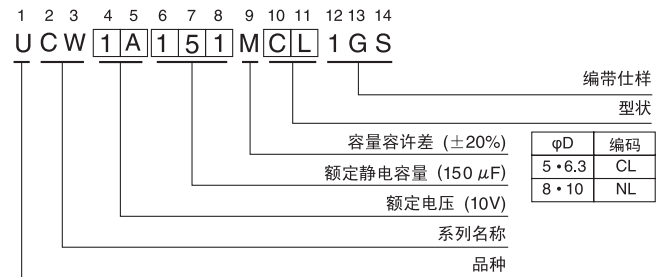 1 2 3 4 5 6 7 8 9 10 11 12 13 14
U C W 1 A 1 5 1 M C L 1 G S
编带仕样
型状
容量容许差 (±20%)
额定静电容量 (150 μF)
额定电压 (10V)
系列名称
品种
φD 编码
5・6.3 CL
8・10 NL